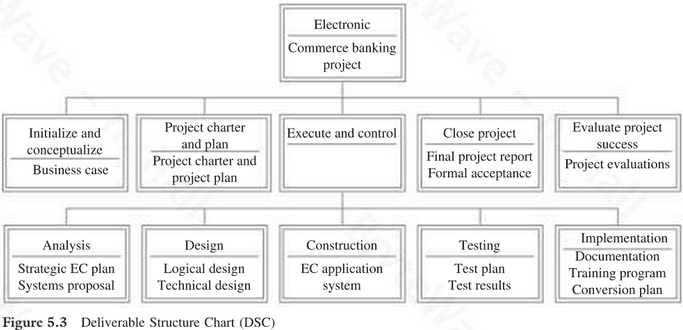 Electronic
Commerce banking
project
Initialize and
conceptualize
Business case
Project charter
and plan
Project charter and
project plan
Execute and control
Close project
Final project report
Formal acceptance
Evaluate project
success
Project evaluations
Analysis
Strategic EC plan
Systems proposal
Design
Logical design
Technical design
Construction
EC application
system
Testing
Test plan
Test results
Implementation
Documentation
Training program
Conversion plan
Figure 5.3 Deliverable Structure Chart (DSC)